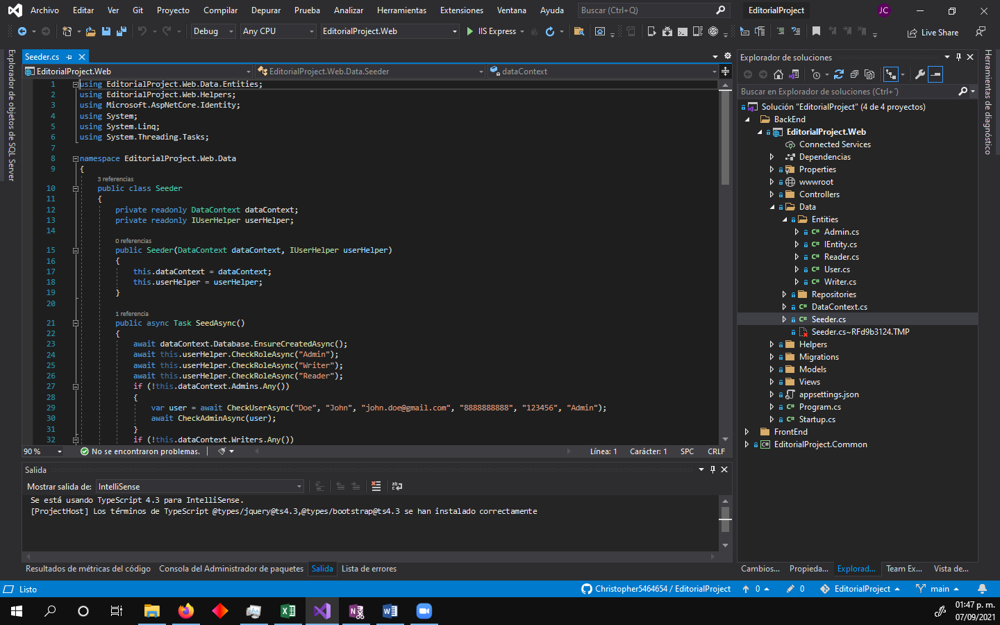 Archivo Editar Ver Git Proyecto Compilar Depurar Prueba Analizar Herramientas Extensiones Ventana Ayuda Buscar (Ctrl+Q) EditorialProject JC
Debug Any CPU EditorialProject.Web IIS Express Live Share
Explorador de objetos de SQL Server
Seeder.cs
EditorialProject.Web EditorialProject.Web.Data.Seeder dataContext
1 using EditorialProject.Web.Data.Entities;
2 using EditorialProject.Web.Helpers;
3 using Microsoft.AspNetCore.Identity;
4 using System;
5 using System.Linq;
6 using System.Threading.Tasks;
7
8 namespace EditorialProject.Web.Data
9 {
3 referencias
10 public class Seeder
11 {
12 private readonly DataContext dataContext;
13 private readonly IUserHelper userHelper;
14
0 referencias
15 public Seeder(DataContext dataContext, IUserHelper userHelper)
16 {
17 this.dataContext = dataContext;
18 this.userHelper = userHelper;
19 }
20
1 referencia
21 public async Task SeedAsync()
22 {
23 await dataContext.Database.EnsureCreatedAsync();
24 await this.userHelper.CheckRoleAsync("Admin");
25 await this.userHelper.CheckRoleAsync("Writer");
26 await this.userHelper.CheckRoleAsync("Reader");
27 if (!this.dataContext.Admins.Any())
28 {
29 var user = await CheckUserAsync("Doe", "John", "john.doe@gmail.com", "8888888888", "123456", "Admin");
30 await CheckAdminAsync(user);
31 }
32 if (!this.dataContext.Writers.Any())
90 % No se encontraron problemas. Línea: 1 Carácter: 1 SPC CRLF
Salida
Mostrar salida de: IntelliSense
Se está usando TypeScript 4.3 para IntelliSense.
[ProjectHost] Los términos de TypeScript @types/jquery@ts4.3,@types/bootstrap@ts4.3 se han instalado correctamente
Resultados de métricas del código Consola del Administrador de paquetes Salida Lista de errores
Explorador de soluciones
Buscar en Explorador de soluciones (Ctrl+´)
Solución "EditorialProject" (4 de 4 proyectos)
BackEnd
EditorialProject.Web
Connected Services
Dependencias
Properties
wwwroot
Controllers
Data
Entities
Admin.cs
IEntity.cs
Reader.cs
User.cs
Writer.cs
Repositories
DataContext.cs
Seeder.cs
Seeder.cs~RFd9b3124.TMP
Helpers
Migrations
Models
Views
appsettings.json
Program.cs
Startup.cs
FrontEnd
EditorialProject.Common
Cambios... Propieda... Explorad... Team Ex... Vista de...
Herramientas de diagnóstico
Listo Christopher5464654 / EditorialProject 0 0 EditorialProject main
01:47 p. m.
07/09/2021